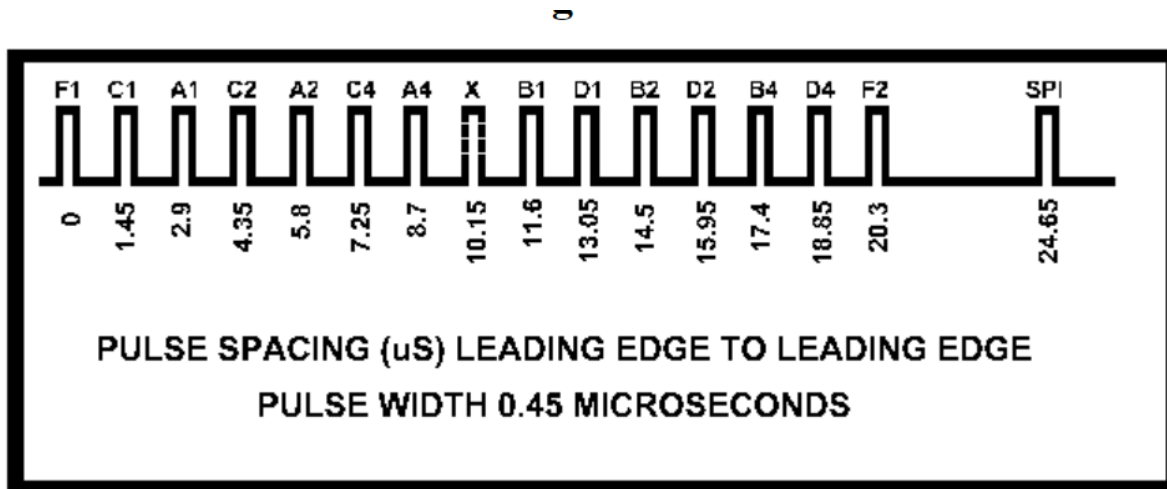 F1 C1 A1 C2 A2 C4 A4 X B1 D1 B2 D2 B4 D4 F2 SPI
0 1.45 2.9 4.35 5.8 7.25 8.7 10.15 11.6 13.05 14.5 15.95 17.4 18.85 20.3 24.65
PULSE SPACING (uS) LEADING EDGE TO LEADING EDGE
PULSE WIDTH 0.45 MICROSECONDS